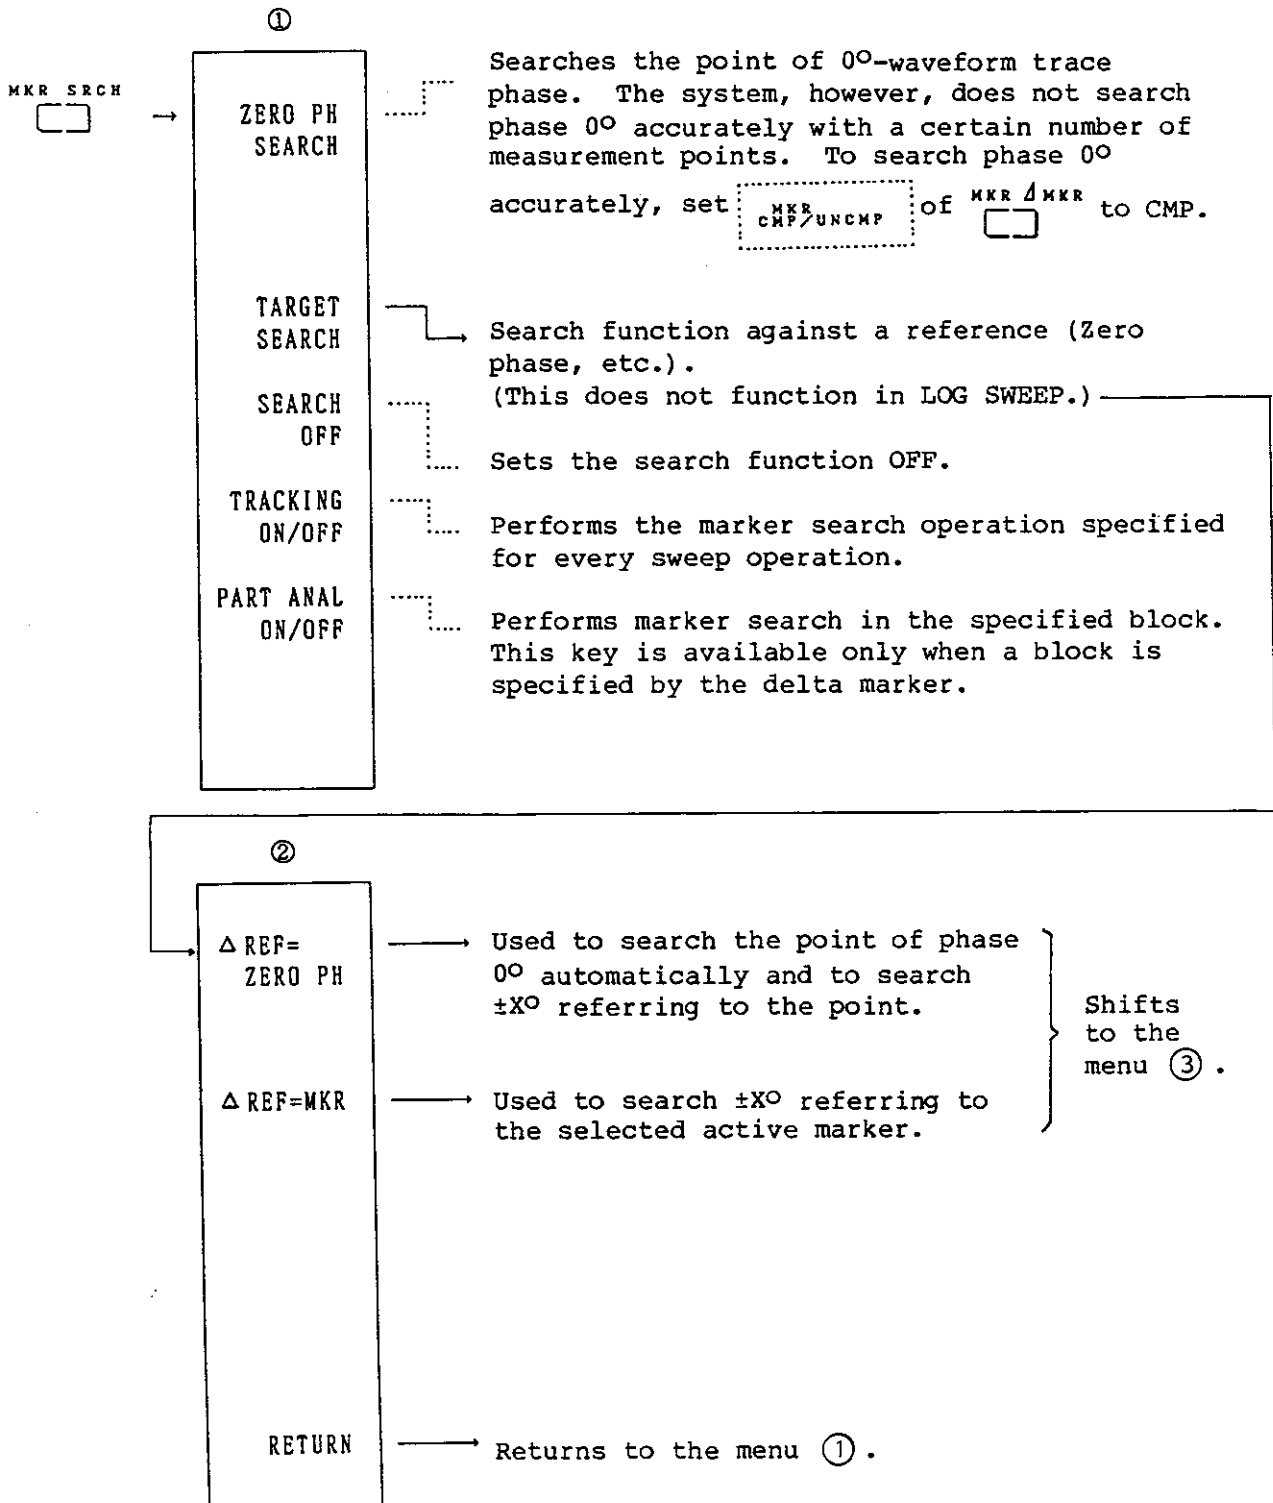 ①
MKR SRCH
→
ZERO PH
SEARCH
Searches the point of 0°-waveform trace
phase. The system, however, does not search
phase 0° accurately with a certain number of
measurement points. To search phase 0°
accurately, set MKR CMP/UNCMP of MKR ⊿MKR to CMP.
TARGET
SEARCH
Search function against a reference (Zero
phase, etc.).
(This does not function in LOG SWEEP.)
SEARCH
OFF
Sets the search function OFF.
TRACKING
ON/OFF
Performs the marker search operation specified
for every sweep operation.
PART ANAL
ON/OFF
Performs marker search in the specified block.
This key is available only when a block is
specified by the delta marker.
②
△REF=
ZERO PH
Used to search the point of phase
0° automatically and to search
±X° referring to the point.
△REF=MKR
Used to search ±X° referring to
the selected active marker.
Shifts
to the
menu ③.
RETURN
Returns to the menu ①.